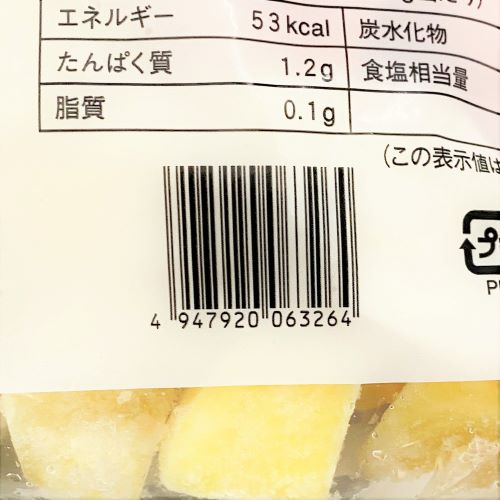 エネルギー 53kcal 炭水化物
たんぱく質 1.2g 食塩相当量
脂質 0.1g
(この表示値は
4 947920 063264
プ
P